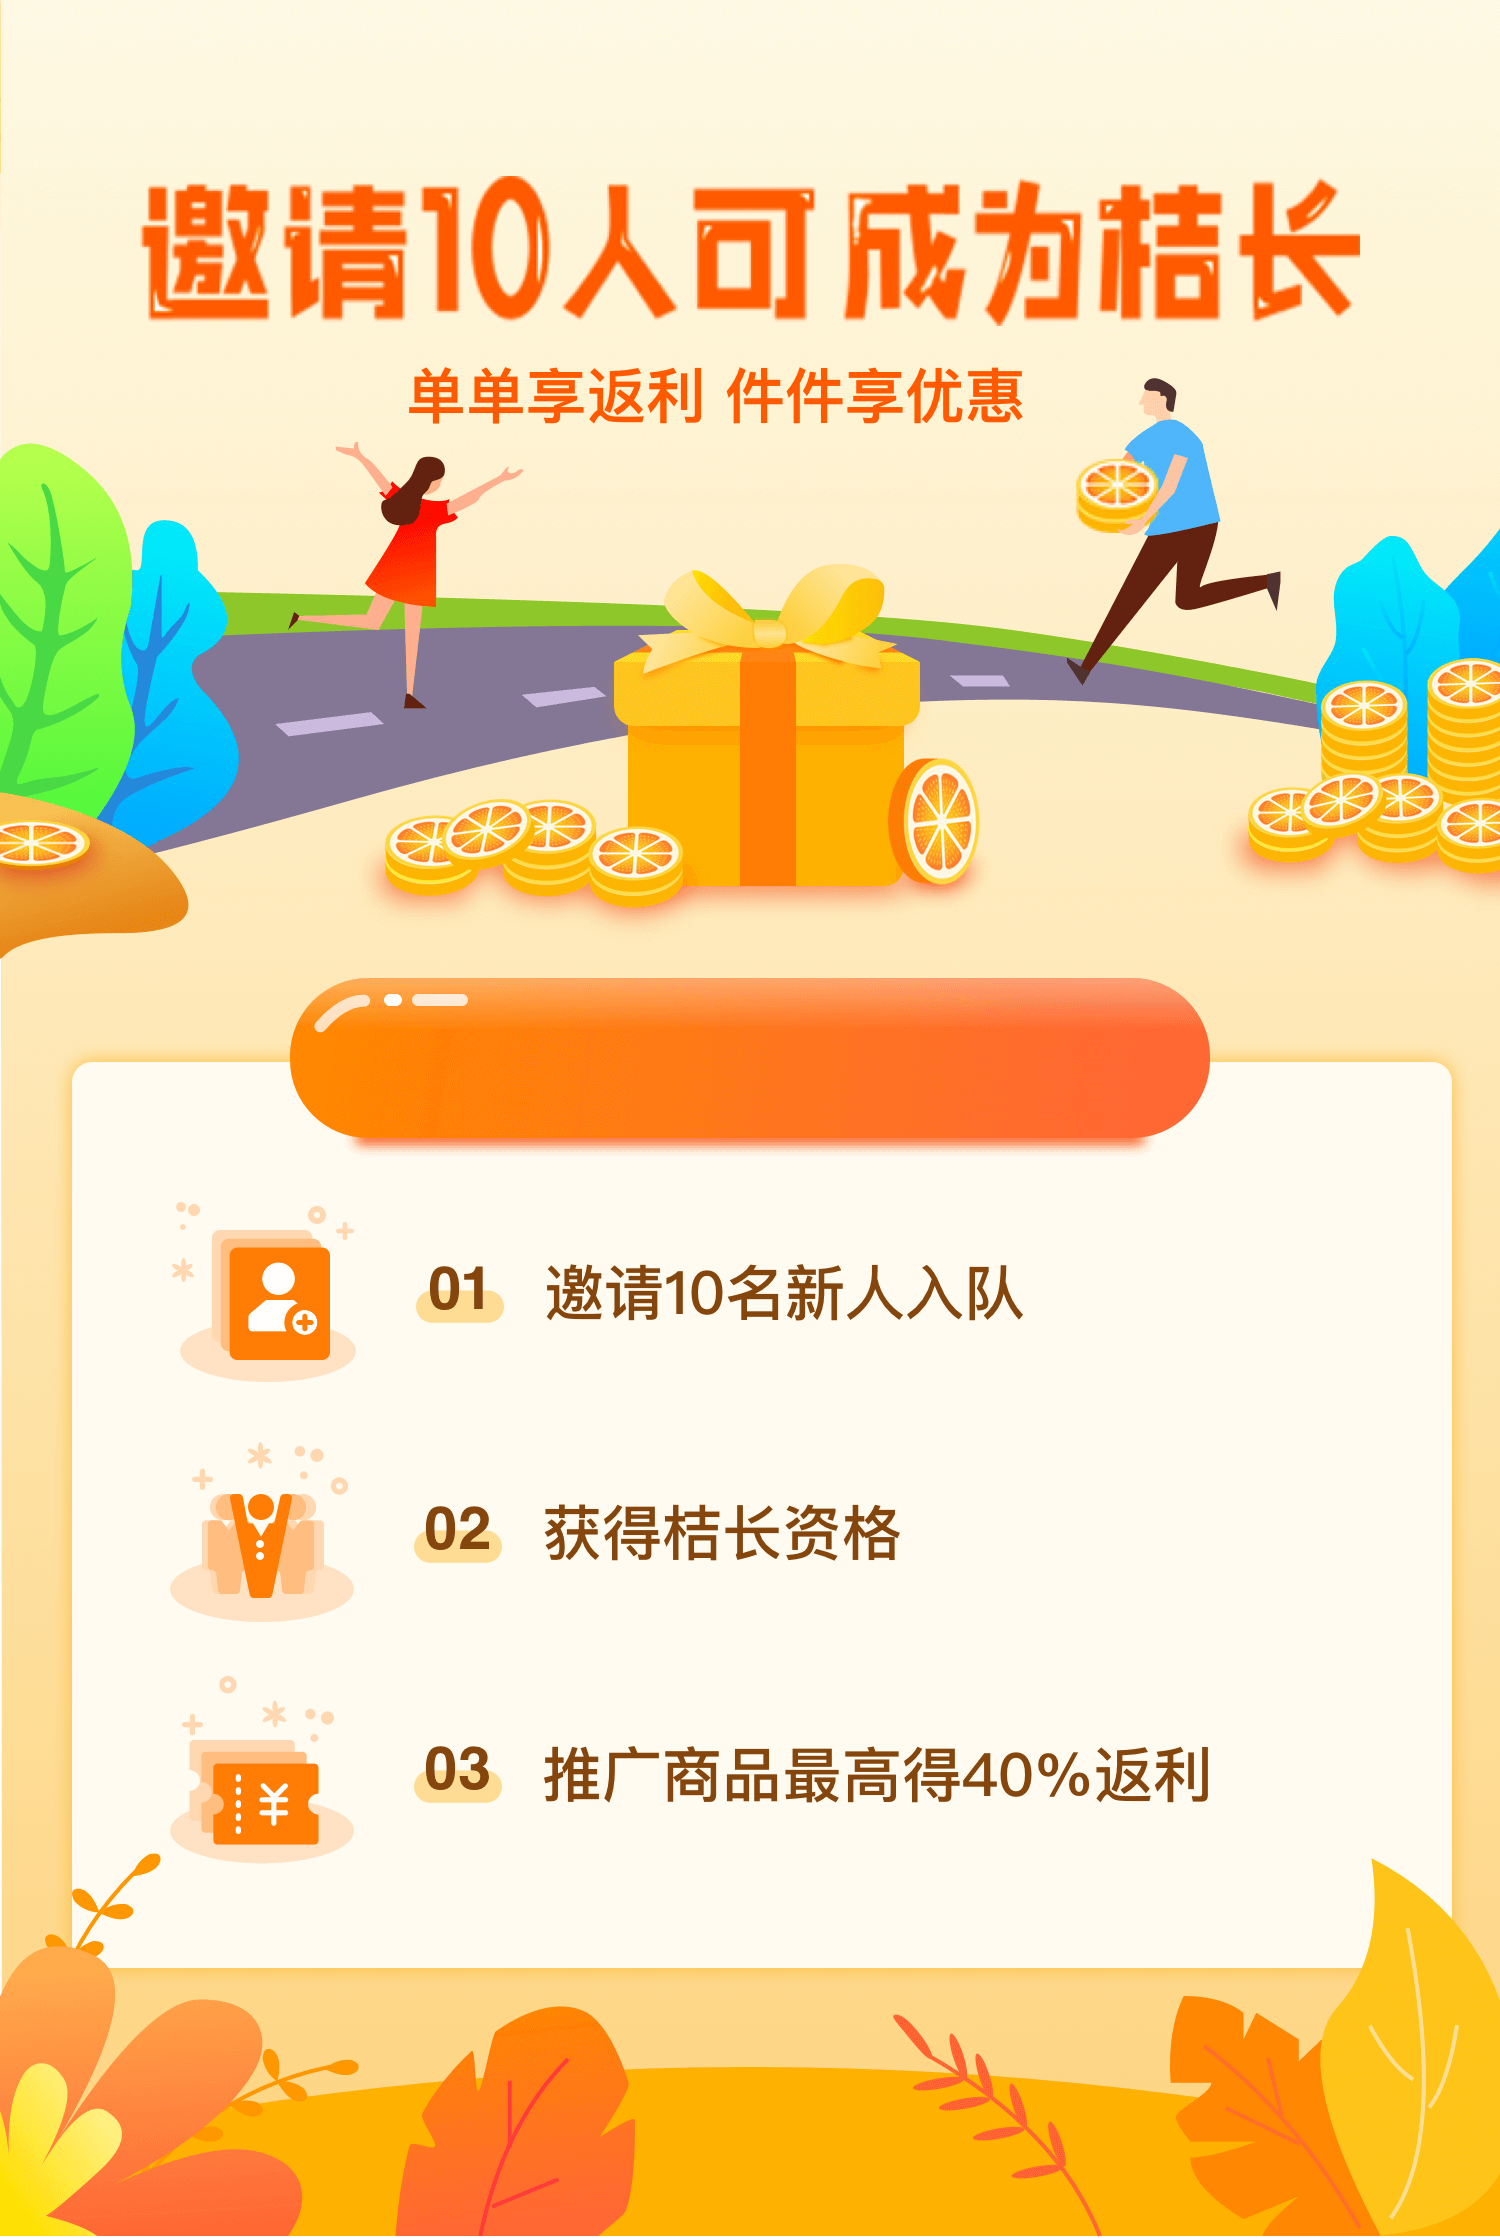 邀请10人可成为桔长
单单享返利 件件享优惠
01 邀请10名新人入队
02 获得桔长资格
¥
03 推广商品最高得40%返利